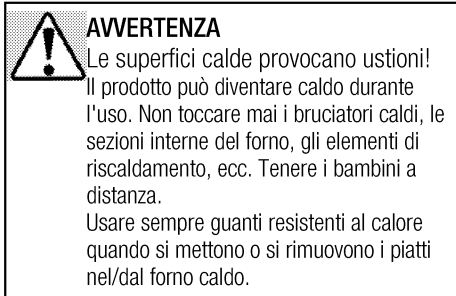 AVVERTENZA
Le superfici calde provocano ustioni!
Il prodotto può diventare caldo durante
l'uso. Non toccare mai i bruciatori caldi, le
sezioni interne del forno, gli elementi di
riscaldamento, ecc. Tenere i bambini a
distanza.
Usare sempre guanti resistenti al calore
quando si mettono o si rimuovono i piatti
nel/dal forno caldo.